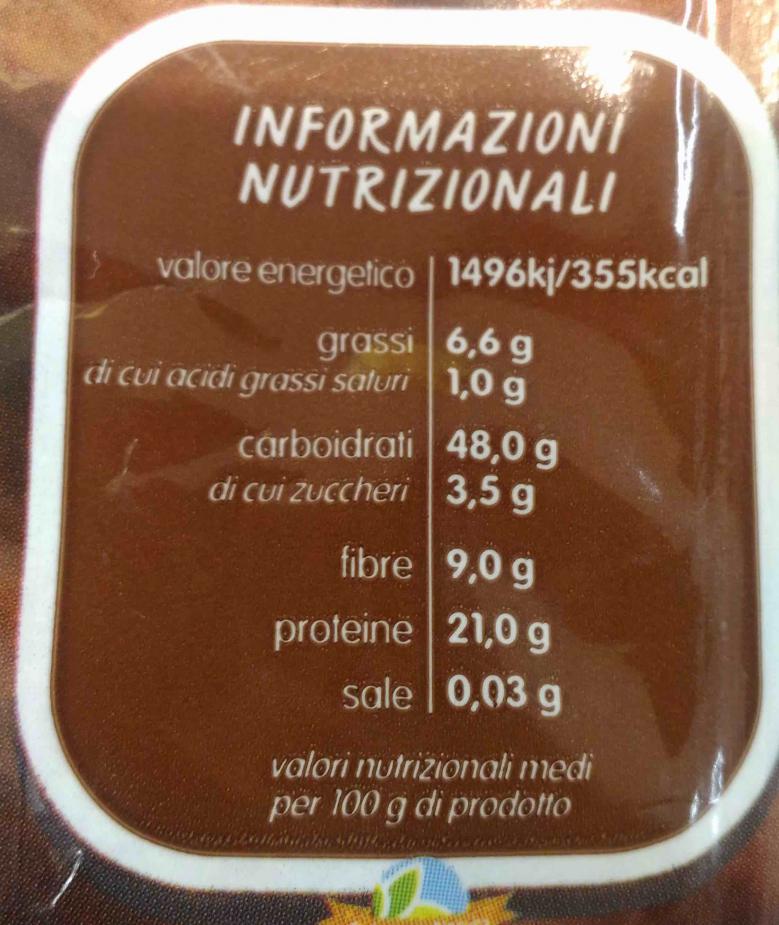 INFORMAZIONI
NUTRIZIONALI
valore energetico 1496kj/355kcal
grassi 6,6 g
di cui acidi grassi saturi 1,0 g
carboidrati 48,0 g
di cui zuccheri 3,5 g
fibre 9,0 g
proteine 21,0 g
sale 0,03 g
valori nutrizionali medi
per 100 g di prodotto